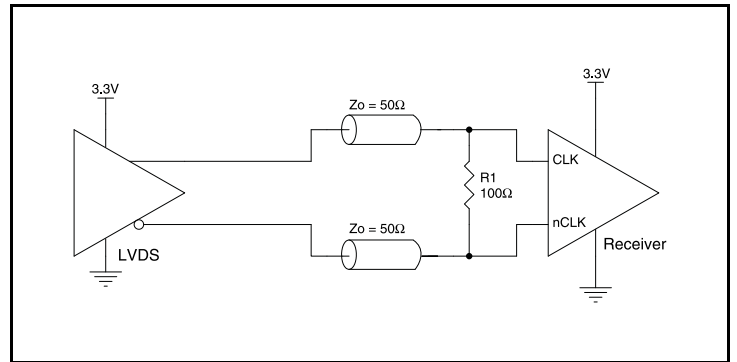 3.3V
3.3V
Zo = 50Ω
CLK
R1
100Ω
nCLK
Zo = 50Ω
LVDS
Receiver